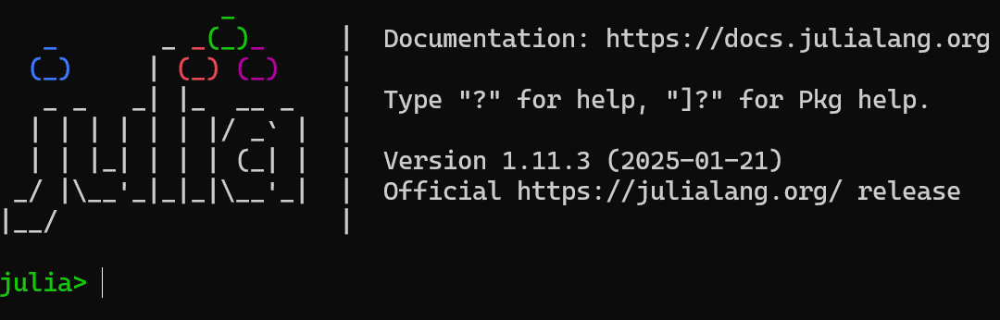 _
   _       _ _(_)_     |  Documentation: https://docs.julialang.org
  (_)     | (_) (_)    |
   _ _   _| |_  __ _   |  Type "?" for help, "]?" for Pkg help.
  | | | | | | |/ _` |  |
  | | |_| | | | (_| |  |  Version 1.11.3 (2025-01-21)
 _/ |\__'_|_|_|\__'_|  |  Official https://julialang.org/ release
|__/                   |

julia>